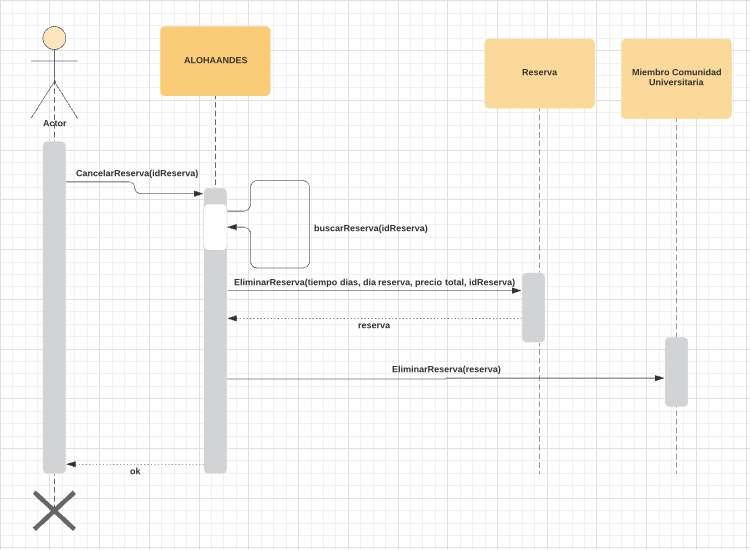 ALOHAANDES
Reserva
Miembro Comunidad
Universitaria
Actor
CancelarReserva(idReserva)
buscarReserva(idReserva)
EliminarReserva(tiempo dias, dia reserva, precio total, idReserva)
reserva
EliminarReserva(reserva)
ok